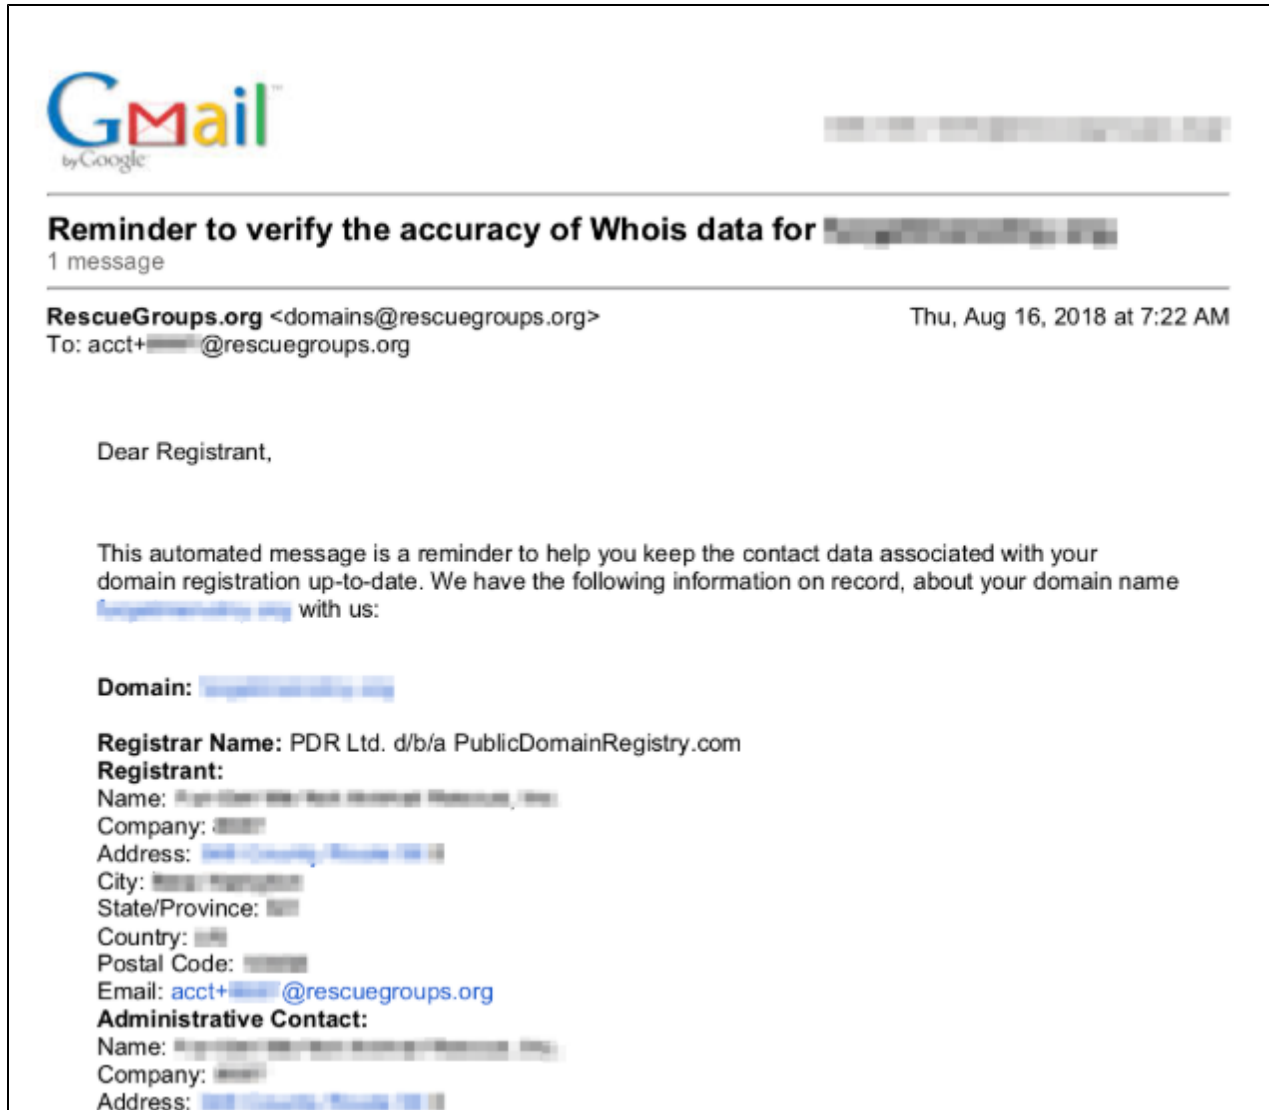 Gmail™
by Google
Reminder to verify the accuracy of Whois data for
1 message
RescueGroups.org <domains@rescuegroups.org> Thu, Aug 16, 2018 at 7:22 AM
To: acct+ @rescuegroups.org
Dear Registrant,
This automated message is a reminder to help you keep the contact data associated with your
domain registration up-to-date. We have the following information on record, about your domain name
with us:
Domain:
Registrar Name: PDR Ltd. d/b/a PublicDomainRegistry.com
Registrant:
Name:
Company:
Address:
City:
State/Province:
Country:
Postal Code:
Email: acct+ @rescuegroups.org
Administrative Contact:
Name:
Company:
Address: